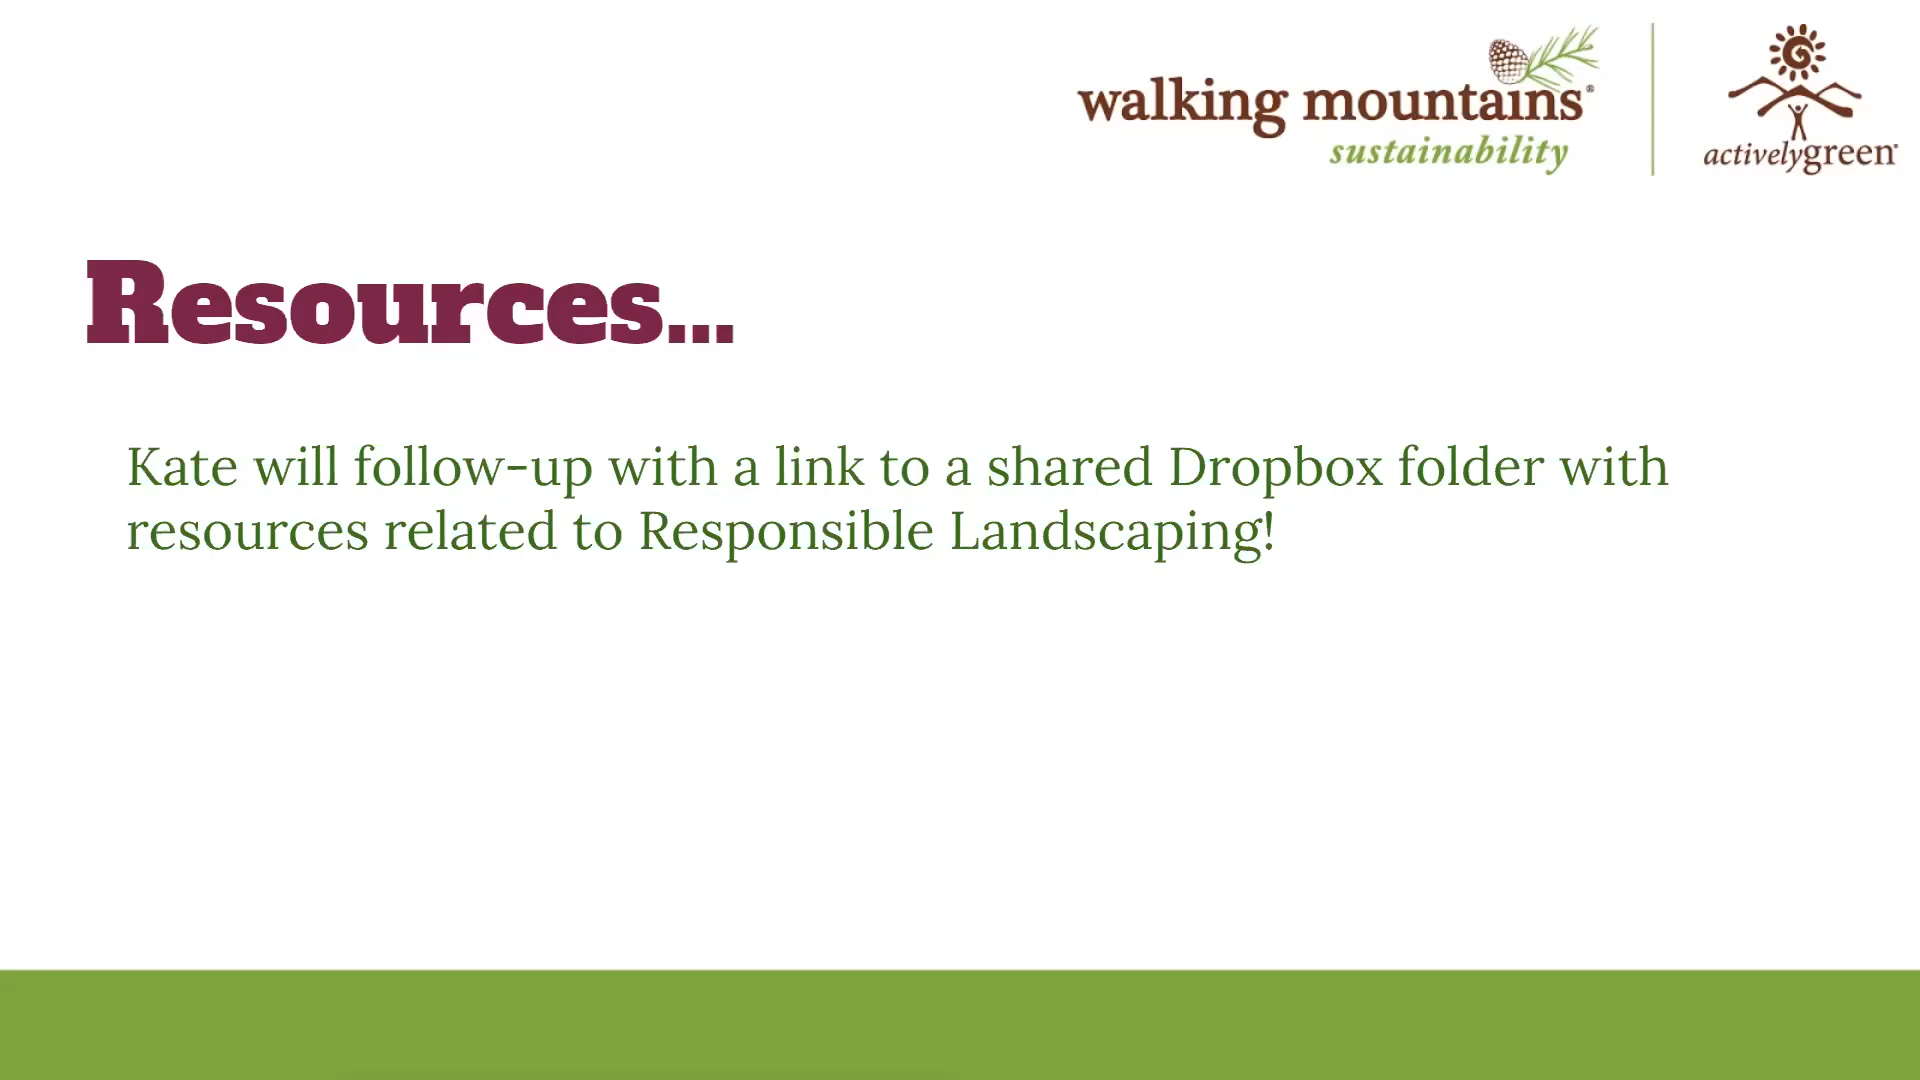 walking mountains®
sustainability
activelygreen®
Resources...
Kate will follow-up with a link to a shared Dropbox folder with
resources related to Responsible Landscaping!